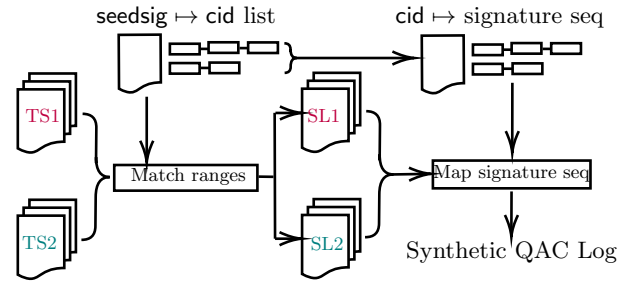 seedsig ↦ cid list
cid ↦ signature seq
TS1
SL1
Match ranges
Map signature seq
TS2
SL2
Synthetic QAC Log